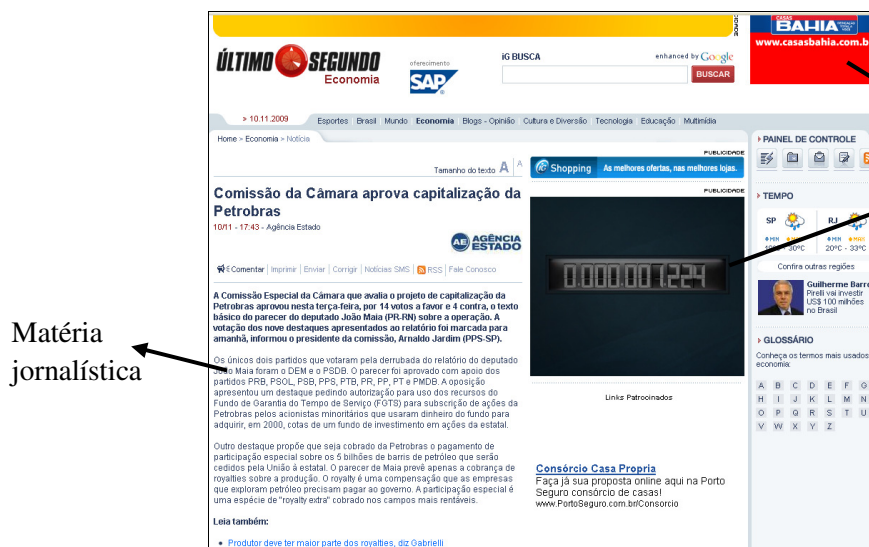 CASAS
BAHIA
www.casasbahia.com.b
ÚLTIMO SEGUNDO
Economia
oferecimento
SAP
iG BUSCA
enhanced by Google
BUSCAR
» 10.11.2009
Esportes | Brasil | Mundo | Economia | Blogs - Opinião | Cultura e Diversão | Tecnologia | Educação | Multimídia
Home > Economia > Notícia
Tamanho do texto A | A
Comissão da Câmara aprova capitalização da
Petrobras
10/11 - 17:43 - Agência Estado
AE AGÊNCIA
ESTADO
Comentar | Imprimir | Enviar | Corrigir | Notícias SMS | RSS | Fale Conosco
A Comissão Especial da Câmara que avalia o projeto de capitalização da
Petrobras aprovou nesta terça-feira, por 14 votos a favor e 4 contra, o texto
básico do parecer do deputado João Maia (PR-RN) sobre a operação. A
votação dos nove destaques apresentados ao relatório foi marcada para
amanhã, informou o presidente da comissão, Arnaldo Jardim (PPS-SP).
Os únicos dois partidos que votaram pela derrubada do relatório do deputado
João Maia foram o DEM e o PSDB. O parecer foi aprovado com apoio dos
partidos PRB, PSOL, PSB, PPS, PTB, PR, PP, PT e PMDB. A oposição
apresentou um destaque pedindo autorização para uso dos recursos do
Fundo de Garantia do Tempo de Serviço (FGTS) para subscrição de ações da
Petrobras pelos acionistas minoritários que usaram dinheiro do fundo para
adquirir, em 2000, cotas de um fundo de investimento em ações da estatal.
Outro destaque propõe que seja cobrado da Petrobras o pagamento de
participação especial sobre os 5 bilhões de barris de petróleo que serão
cedidos pela União à estatal. O parecer de Maia prevê apenas a cobrança de
royalties sobre a produção. O royalty é uma compensação que as empresas
que exploram petróleo precisam pagar ao governo. A participação especial é
uma espécie de "royalty extra" cobrado nos campos mais rentáveis.
Leia também:
• Produtor deve ter maior parte dos royalties, diz Gabrielli
Matéria
jornalística
PUBLICIDADE
iG Shopping As melhores ofertas, nas melhores lojas.
PUBLICIDADE
0.000.001.224
Links Patrocinados
Consórcio Casa Propria
Faça já sua proposta online aqui na Porto
Seguro consórcio de casas!
www.PortoSeguro.com.br/Consorcio
PAINEL DE CONTROLE
TEMPO
SP
RJ
MIN MAX
MIN MAX
30ºC
20ºC - 33ºC
Confira outras regiões
Guilherme Barro
Pirelli vai investir
US$ 100 milhões
no Brasil
GLOSSÁRIO
Conheça os termos mais usados
economia:
A B C D E F G
H I J K L M N
O P Q R S T U
V W X Y Z